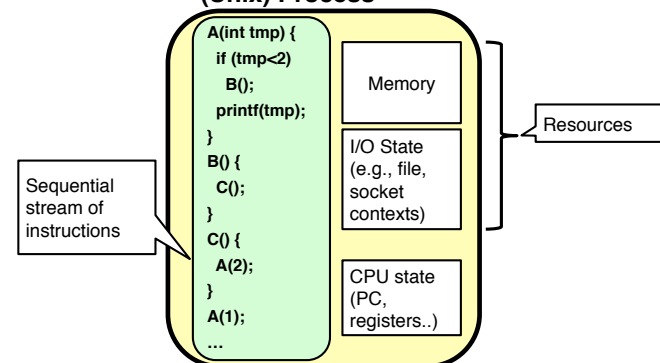 (Unix) Process
A(int tmp) {
if (tmp<2)
B();
printf(tmp);
}
B() {
C();
}
C() {
A(2);
}
A(1);
…
Sequential
stream of
instructions
Memory
I/O State
(e.g., file,
socket
contexts)
CPU state
(PC,
registers..)
Resources